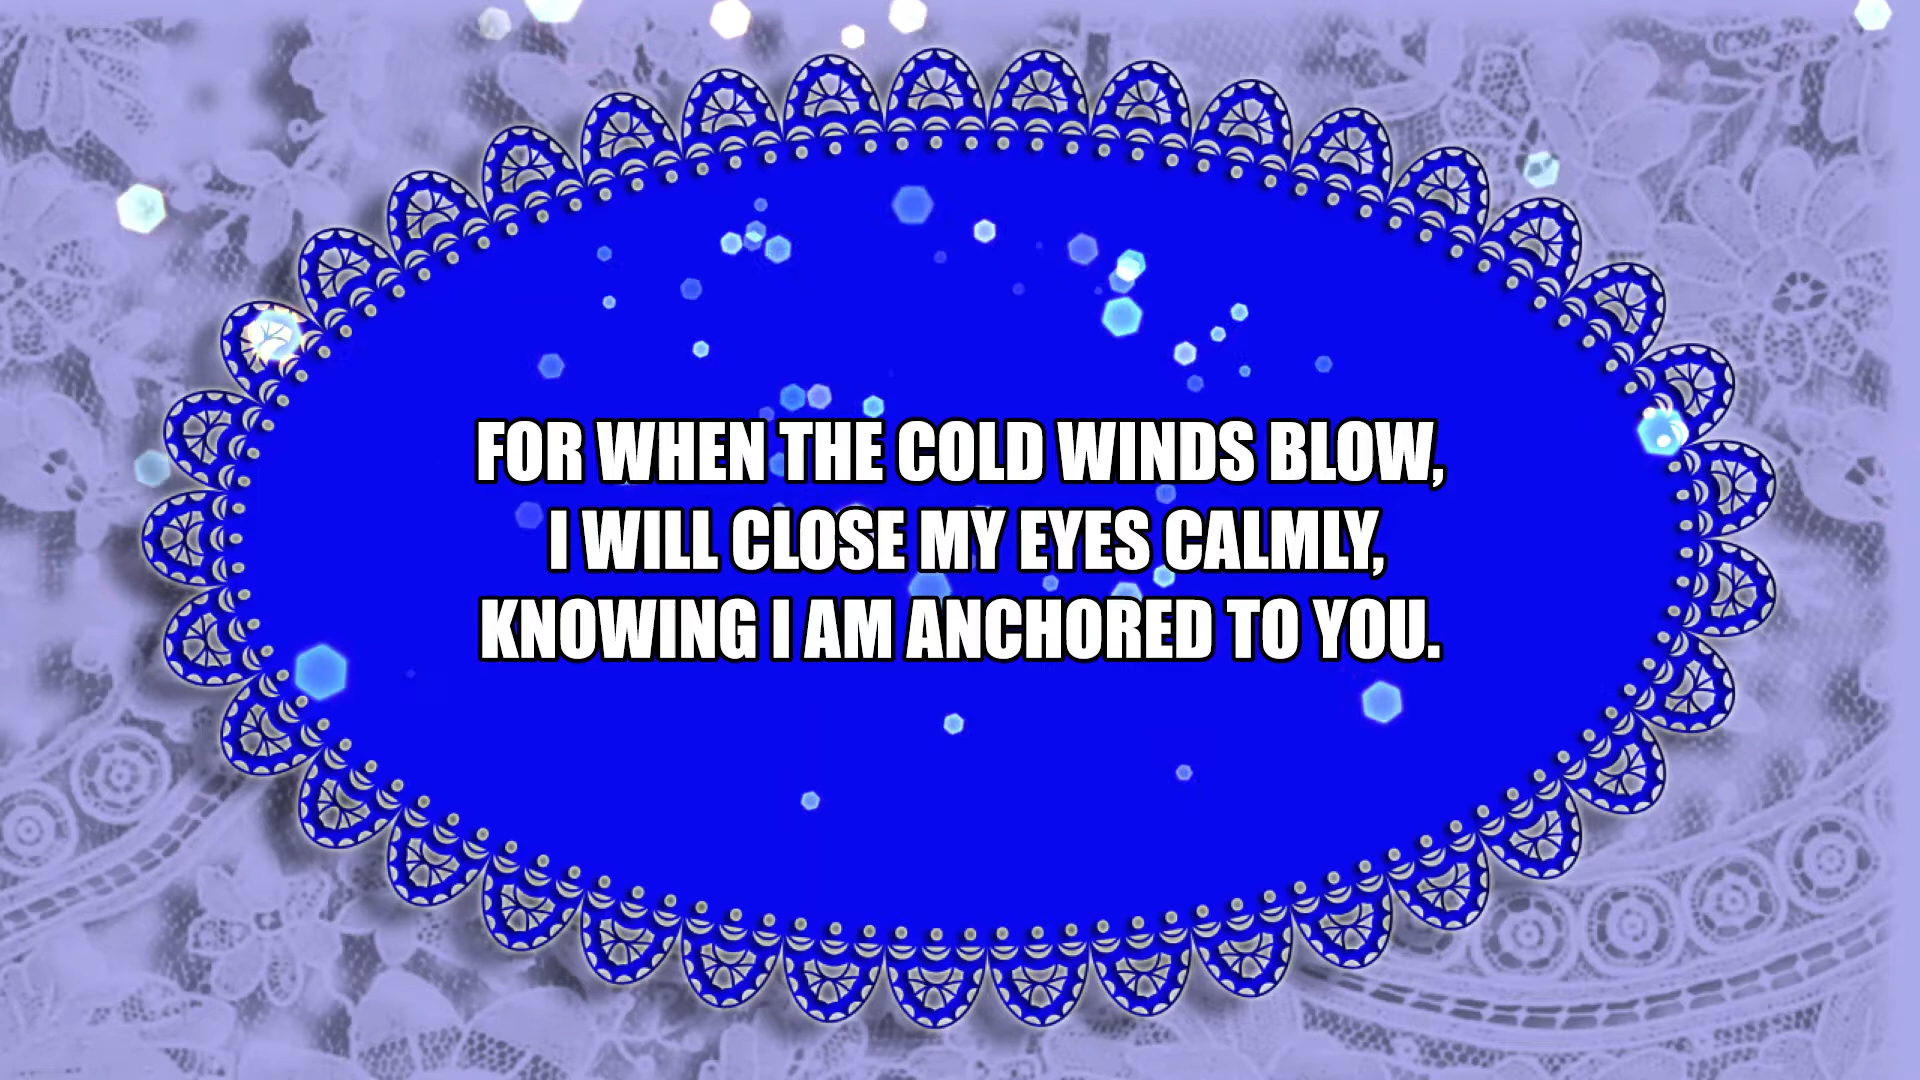 FOR WHEN THE COLD WINDS BLOW,
I WILL CLOSE MY EYES CALMLY,
KNOWING I AM ANCHORED TO YOU.